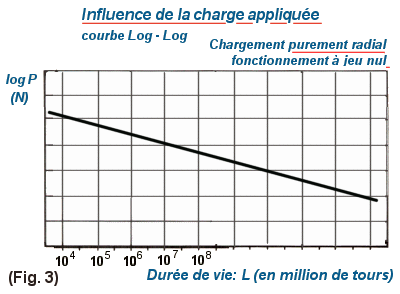 Influence de la charge appliquée
courbe Log - Log
Chargement purement radial
fonctionnement à jeu nul
log P
(N)
10⁴ 10⁵ 10⁶ 10⁷ 10⁸
(Fig. 3)
Durée de vie: L (en million de tours)